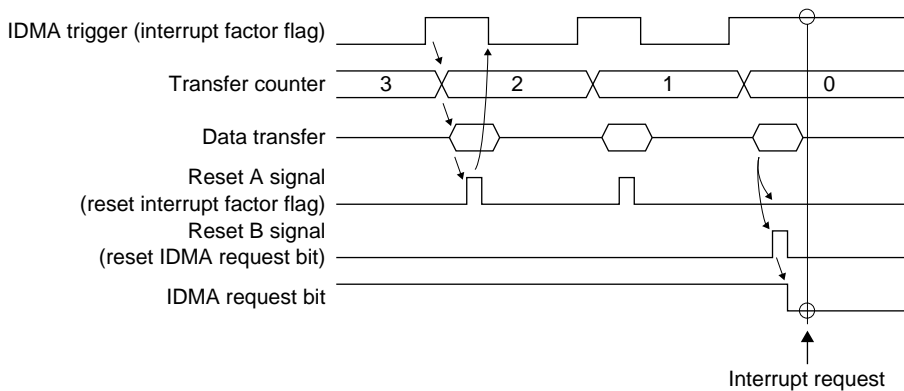 IDMA trigger (interrupt factor flag)
Transfer counter
3 2 1 0
Data transfer
Reset A signal
(reset interrupt factor flag)
Reset B signal
(reset IDMA request bit)
IDMA request bit
Interrupt request